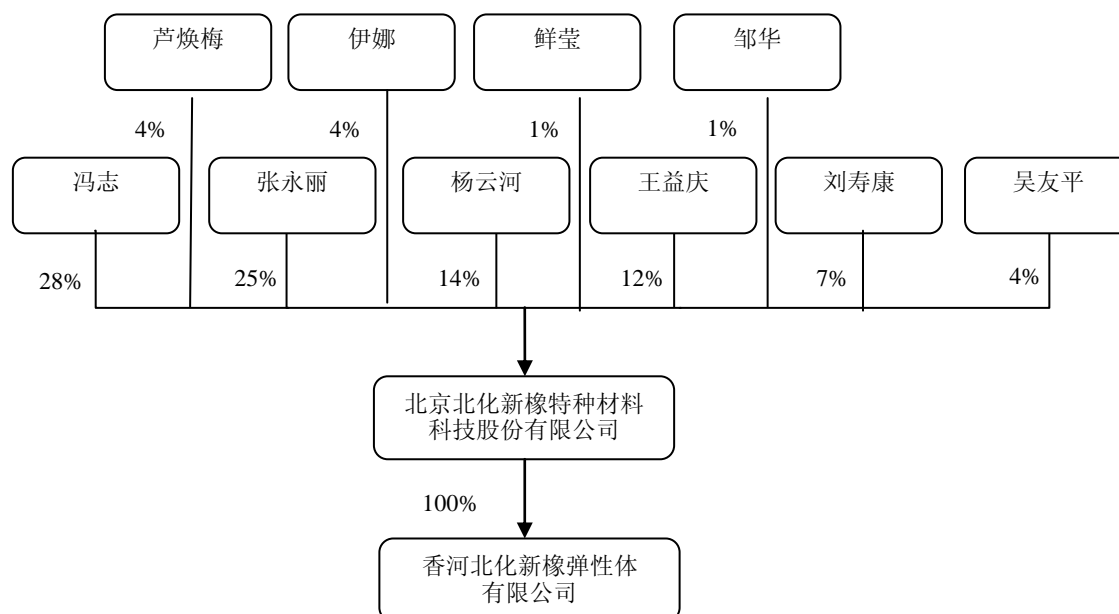 芦焕梅
伊娜
鲜莹
邹华
4%
4%
1%
1%
冯志
张永丽
杨云河
王益庆
刘寿康
吴友平
28%
25%
14%
12%
7%
4%
北京北化新橡特种材料
科技股份有限公司
100%
香河北化新橡弹性体
有限公司